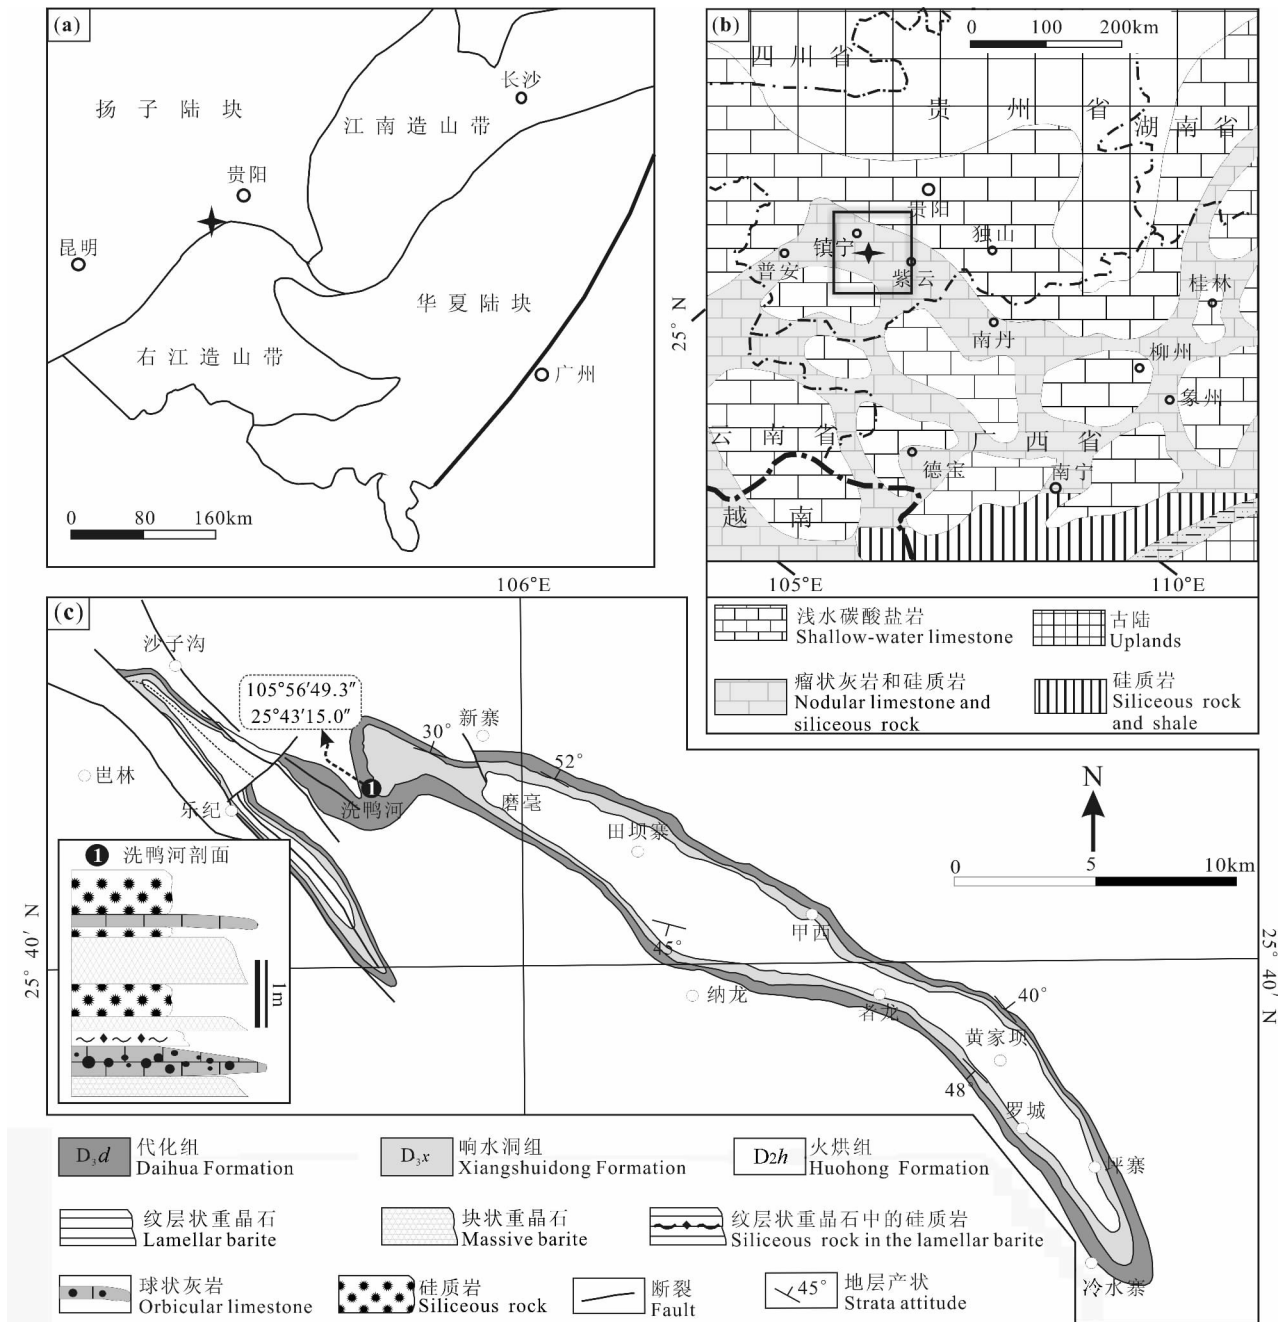 (a)
扬子陆块
长沙
江南造山带
贵阳
昆明
华夏陆块
右江造山带
广州
0 80 160km
(b)
0 100 200km
四川省
贵州省
湖南省
贵阳
镇宁
独山
普安
紫云
桂林
25° N
南丹
柳州
象州
云南省
广西省
德宝
南宁
越南
105°E
110°E
浅水碳酸盐岩
Shallow-water limestone
古陆
Uplands
瘤状灰岩和硅质岩
Nodular limestone and
siliceous rock
硅质岩
Siliceous rock
and shale
106°E
(c)
沙子沟
105°56′49.3″
25°43′15.0″
新寨
30°
52°
岜林
1
洗鸭河
乐纪
磨毫
田坝寨
N
0 5 10km
1 洗鸭河剖面
1m
25° 40′ N
25° 40′ N
甲西
45°
纳龙
者龙
40°
黄家坝
48°
罗城
坪寨
冷水寨
D₃d
代化组
Daihua Formation
D₃x
响水洞组
Xiangshuidong Formation
D2h
火烘组
Huohong Formation
纹层状重晶石
Lamellar barite
块状重晶石
Massive barite
纹层状重晶石中的硅质岩
Siliceous rock in the lamellar barite
球状灰岩
Orbicular limestone
硅质岩
Siliceous rock
断裂
Fault
45°
地层产状
Strata attitude